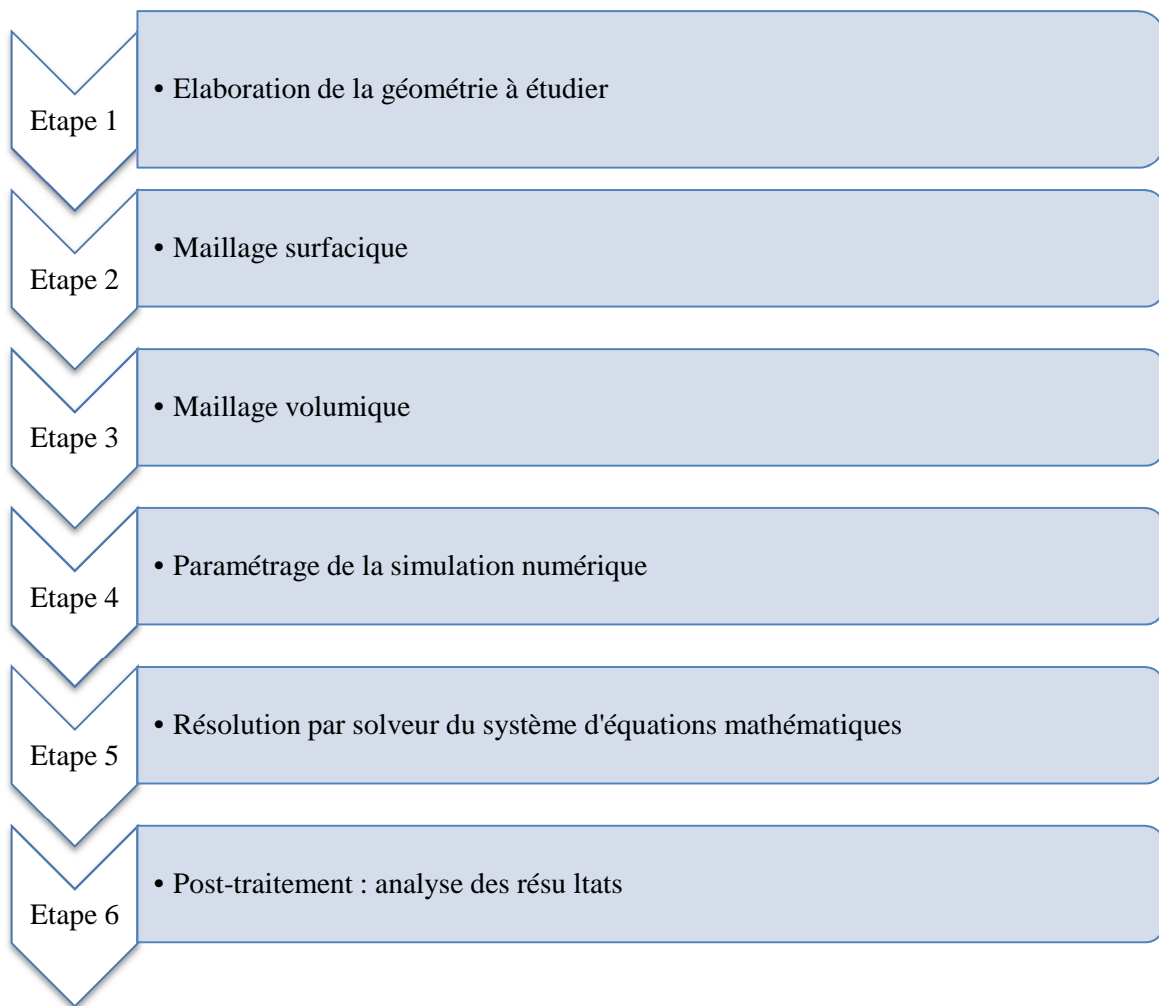 Etape 1
• Elaboration de la géométrie à étudier
Etape 2
• Maillage surfacique
Etape 3
• Maillage volumique
Etape 4
• Paramétrage de la simulation numérique
Etape 5
• Résolution par solveur du système d'équations mathématiques
Etape 6
• Post-traitement : analyse des résu ltats